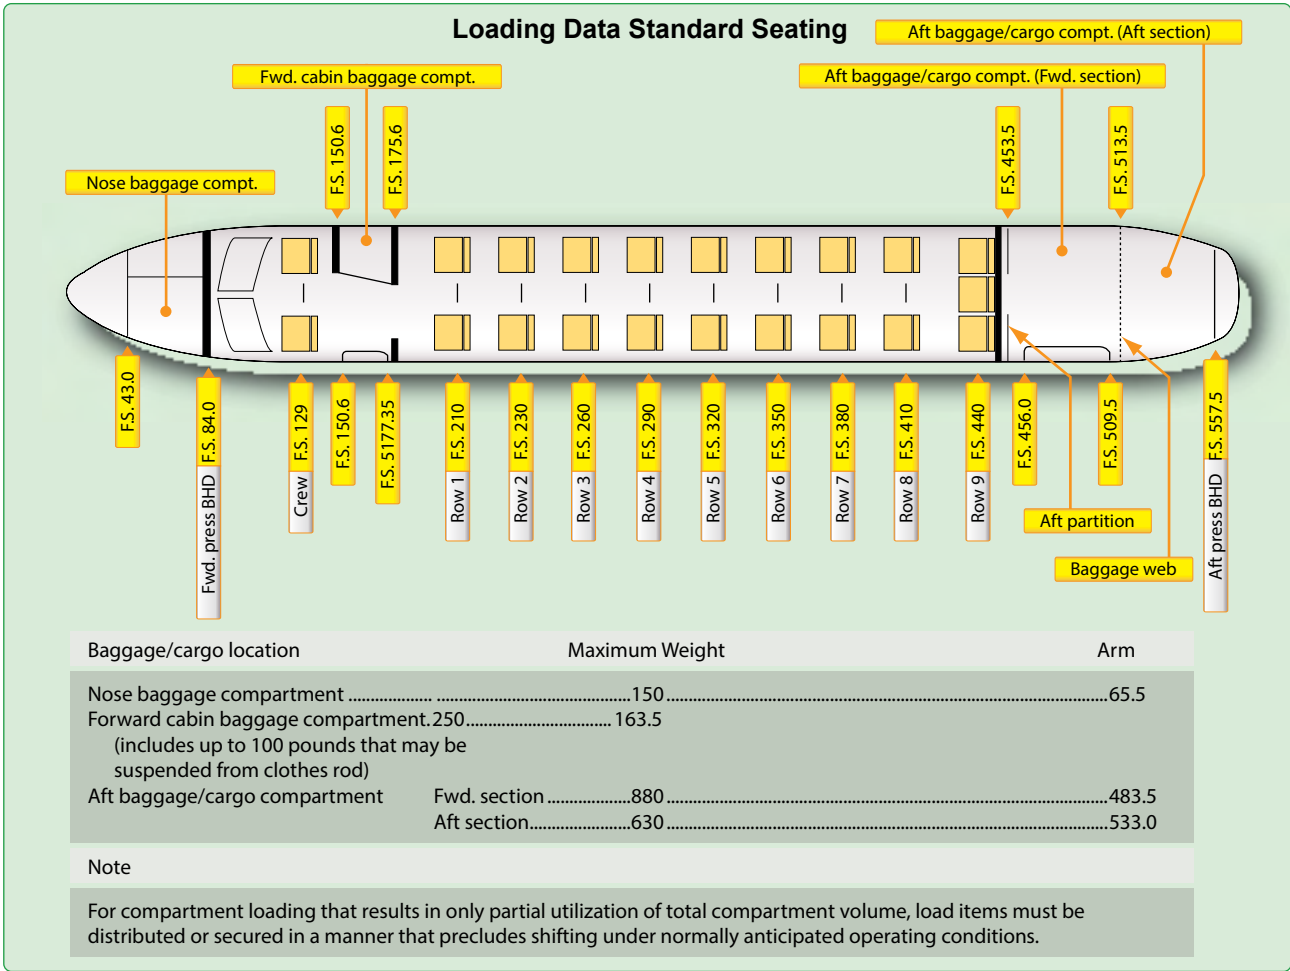 Loading Data Standard Seating
Aft baggage/cargo compt. (Aft section)
Fwd. cabin baggage compt.
Aft baggage/cargo compt. (Fwd. section)
F.S. 150.6
F.S. 175.6
F.S. 453.5
F.S. 513.5
Nose baggage compt.
F.S. 43.0
Fwd. press BHD F.S. 84.0
Crew F.S. 129
F.S. 150.6
F.S. 5177.35
Row 1 F.S. 210
Row 2 F.S. 230
Row 3 F.S. 260
Row 4 F.S. 290
Row 5 F.S. 320
Row 6 F.S. 350
Row 7 F.S. 380
Row 8 F.S. 410
Row 9 F.S. 440
F.S. 456.0
F.S. 509.5
Aft press BHD F.S. 557.5
Aft partition
Baggage web
Baggage/cargo location Maximum Weight Arm
Nose baggage compartment .................. ..........................................150.....................................................................................................65.5
Forward cabin baggage compartment.250............................... 163.5
(includes up to 100 pounds that may be
suspended from clothes rod)
Aft baggage/cargo compartment Fwd. section ..................880.....................................................................................................483.5
Aft section.....................630.....................................................................................................533.0
Note
For compartment loading that results in only partial utilization of total compartment volume, load items must be
distributed or secured in a manner that precludes shifting under normally anticipated operating conditions.